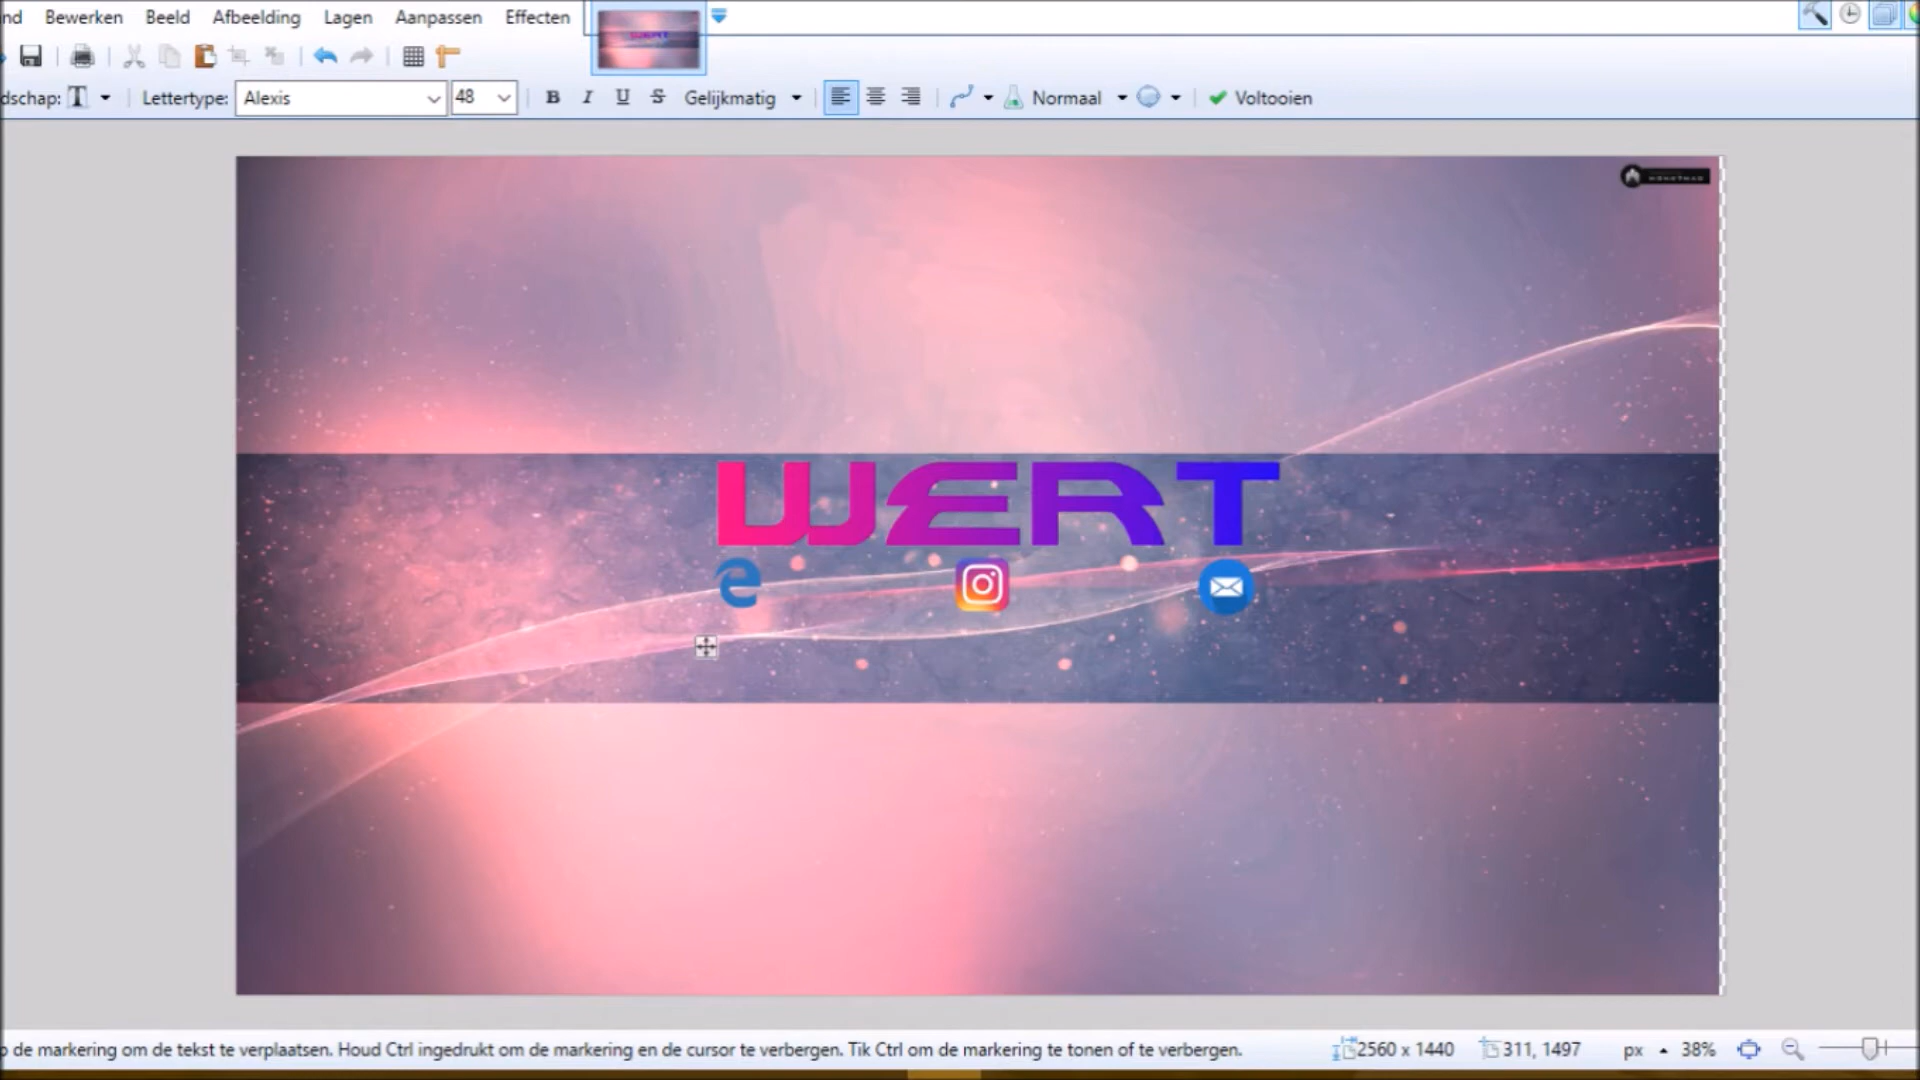 nd Bewerken Beeld Afbeelding Lagen Aanpassen Aanpassen Effecten
dschap: T Lettertype: Alexis 48 B I U S Gelijkmatig Normaal Voltooien
WERT
e
p de markering om de tekst te verplaatsen. Houd Ctrl ingedrukt om de markering en de cursor te verbergen. Tik Ctrl om de markering te tonen of te verbergen. 2560 x 1440 311, 1497 px 38%